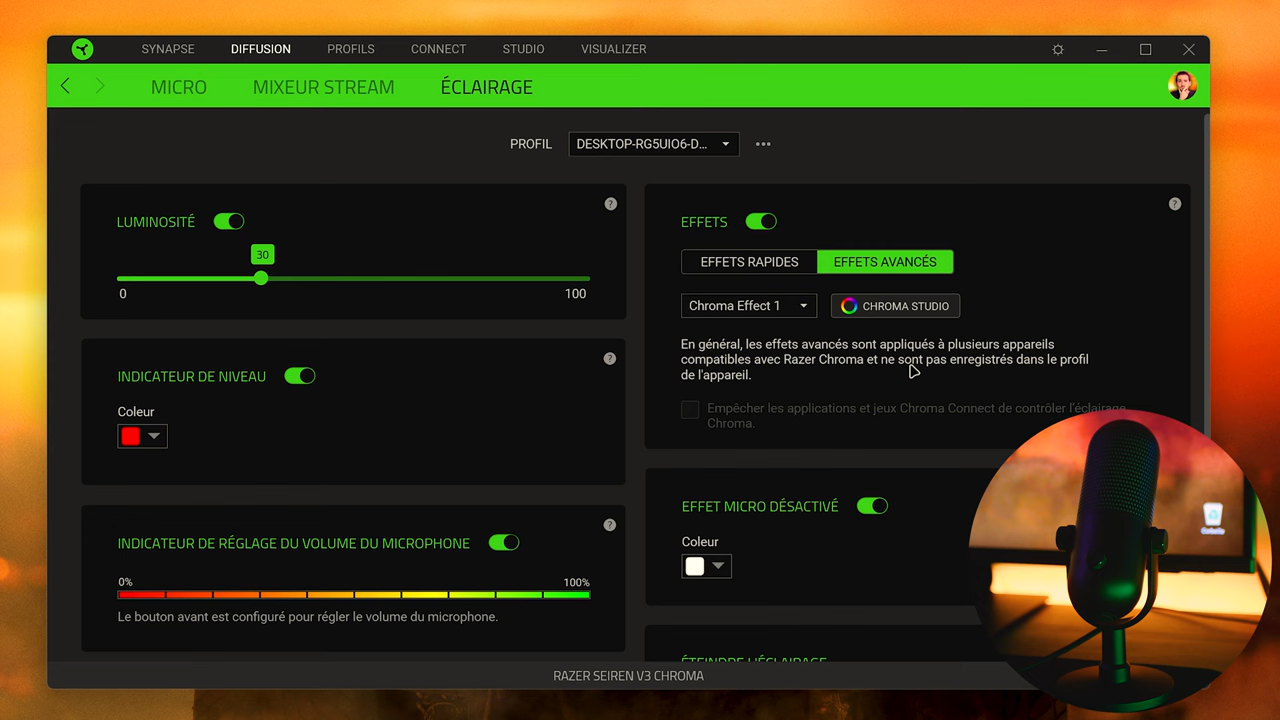 SYNAPSE DIFFUSION PROFILS CONNECT STUDIO VISUALIZER
MICRO MIXEUR STREAM ÉCLAIRAGE
PROFIL DESKTOP-RG5UIO6-D...
LUMINOSITÉ
30
0 100
INDICATEUR DE NIVEAU
Coleur
INDICATEUR DE RÉGLAGE DU VOLUME DU MICROPHONE
0% 100%
Le bouton avant est configuré pour régler le volume du microphone.
EFFETS
EFFETS RAPIDES EFFETS AVANCÉS
Chroma Effect 1 CHROMA STUDIO
En général, les effets avancés sont appliqués à plusieurs appareils
compatibles avec Razer Chroma et ne sont pas enregistrés dans le profil
de l'appareil.
Empêcher les applications et jeux Chroma Connect de contrôler l'éclairage
Chroma.
EFFET MICRO DÉSACTIVÉ
Coleur
ÉTEINDRE L'ÉCLAIRAGE
RAZER SEIREN V3 CHROMA